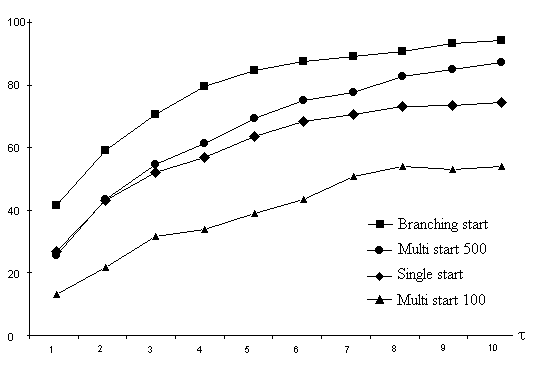 100
80
60
40
20
0
Branching start
Multi start 500
Single start
Multi start 100
1 2 3 4 5 6 7 8 9 10 τ